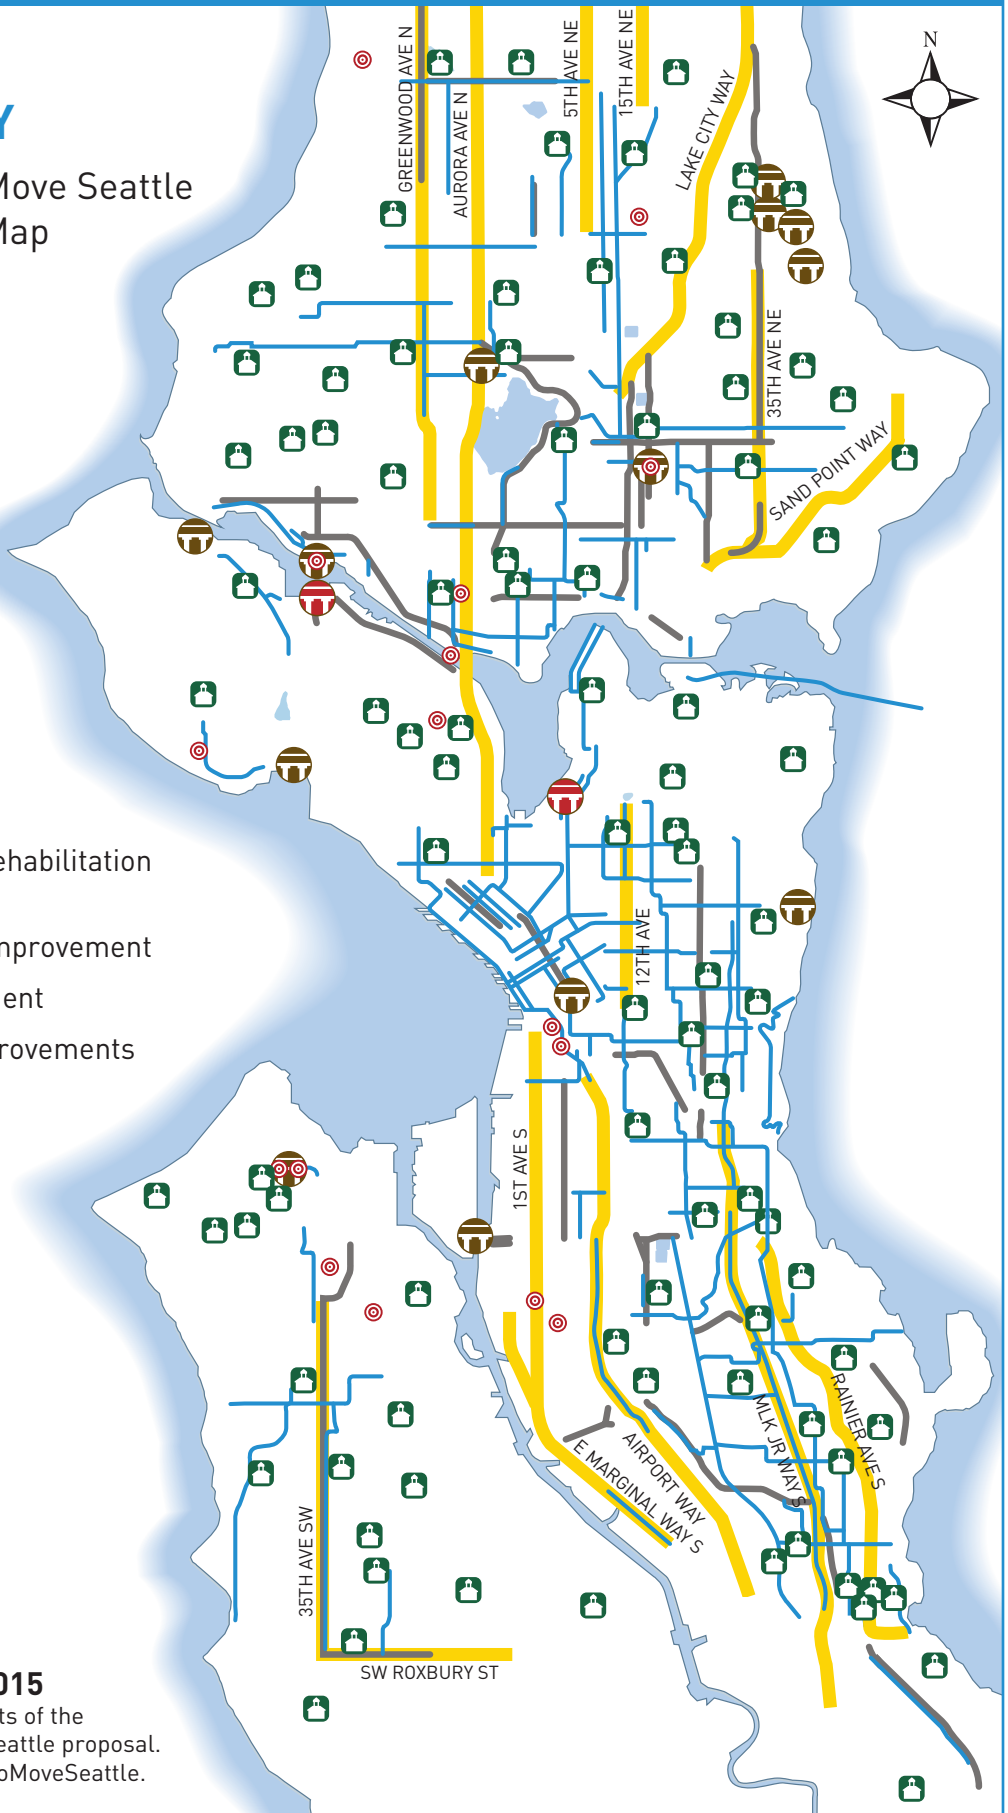 Y
Move Seattle
Map
N
GREENWOOD AVE N
AURORA AVE N
5TH AVE NE
15TH AVE NE
LAKE CITY WAY
35TH AVE NE
SAND POINT WAY
ehabilitation
mprovement
ent
rovements
12TH AVE
1ST AVE S
RAINIER AVE S
MLK JR WAY S
AIRPORT WAY
E MARGINAL WAY S
35TH AVE SW
SW ROXBURY ST
015
ts of the
eattle proposal.
oMoveSeattle.